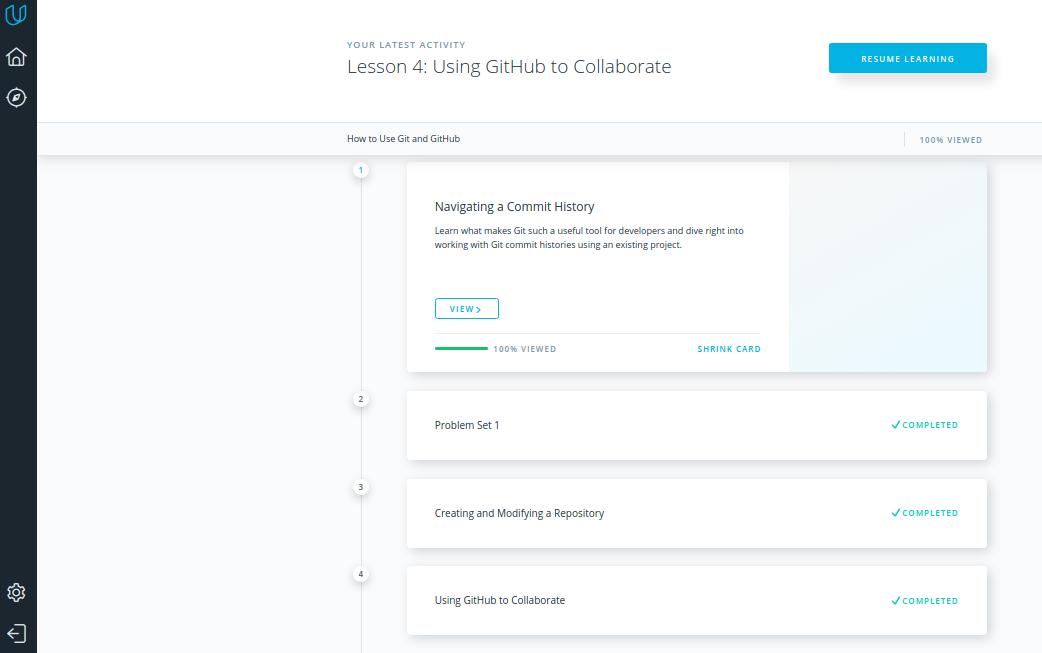 YOUR LATEST ACTIVITY
Lesson 4: Using GitHub to Collaborate
RESUME LEARNING
How to Use Git and GitHub
100% VIEWED
1
Navigating a Commit History
Learn what makes Git such a useful tool for developers and dive right into
working with Git commit histories using an existing project.
VIEW
100% VIEWED
SHRINK CARD
2
Problem Set 1
COMPLETED
3
Creating and Modifying a Repository
COMPLETED
4
Using GitHub to Collaborate
COMPLETED